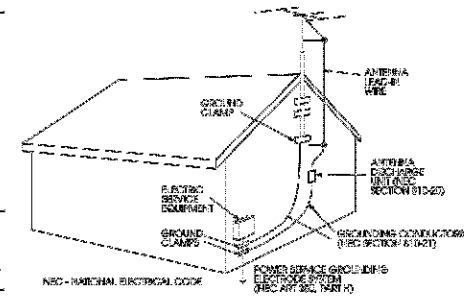 ANTENNA
LEAD-IN
WIRE
GROUND
CLAMP
ANTENNA
DISCHARGE
UNIT (NEC
SECTION 810-20)
ELECTRIC
SERVICE
EQUIPMENT
GROUNDING CONDUCTORS
(NEC SECTION 810-21)
GROUND
CLAMPS
POWER SERVICE GROUNDING
ELECTRODE SYSTEM
(NEC ART 250, PART H)
NEC - NATIONAL ELECTRICAL CODE